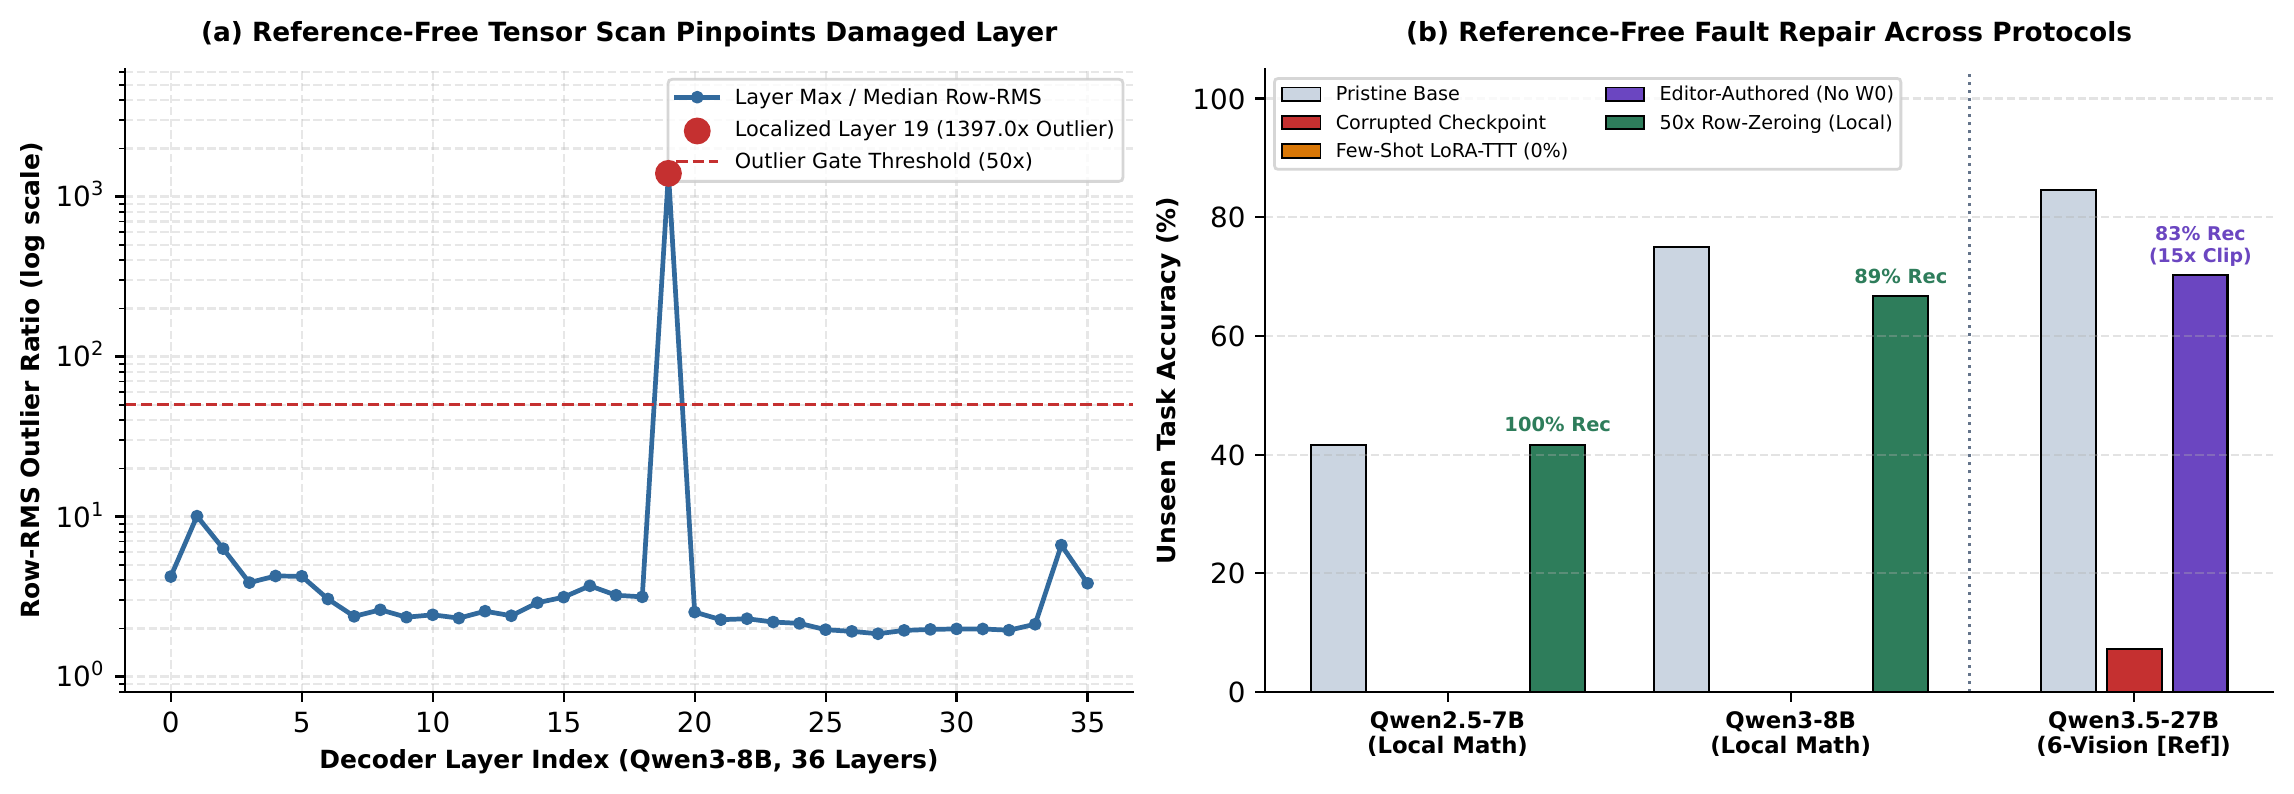 (a) Reference-Free Tensor Scan Pinpoints Damaged Layer
Row-RMS Outlier Ratio (log scale)
10³
10²
10¹
10⁰
Layer Max / Median Row-RMS
Localized Layer 19 (1397.0x Outlier)
Outlier Gate Threshold (50x)
0 5 10 15 20 25 30 35
Decoder Layer Index (Qwen3-8B, 36 Layers)
(b) Reference-Free Fault Repair Across Protocols
Unseen Task Accuracy (%)
100
80
60
40
20
0
Pristine Base
Corrupted Checkpoint
Few-Shot LoRA-TTT (0%)
Editor-Authored (No W0)
50x Row-Zeroing (Local)
100% Rec
89% Rec
83% Rec
(15x Clip)
Qwen2.5-7B
(Local Math)
Qwen3-8B
(Local Math)
Qwen3.5-27B
(6-Vision [Ref])